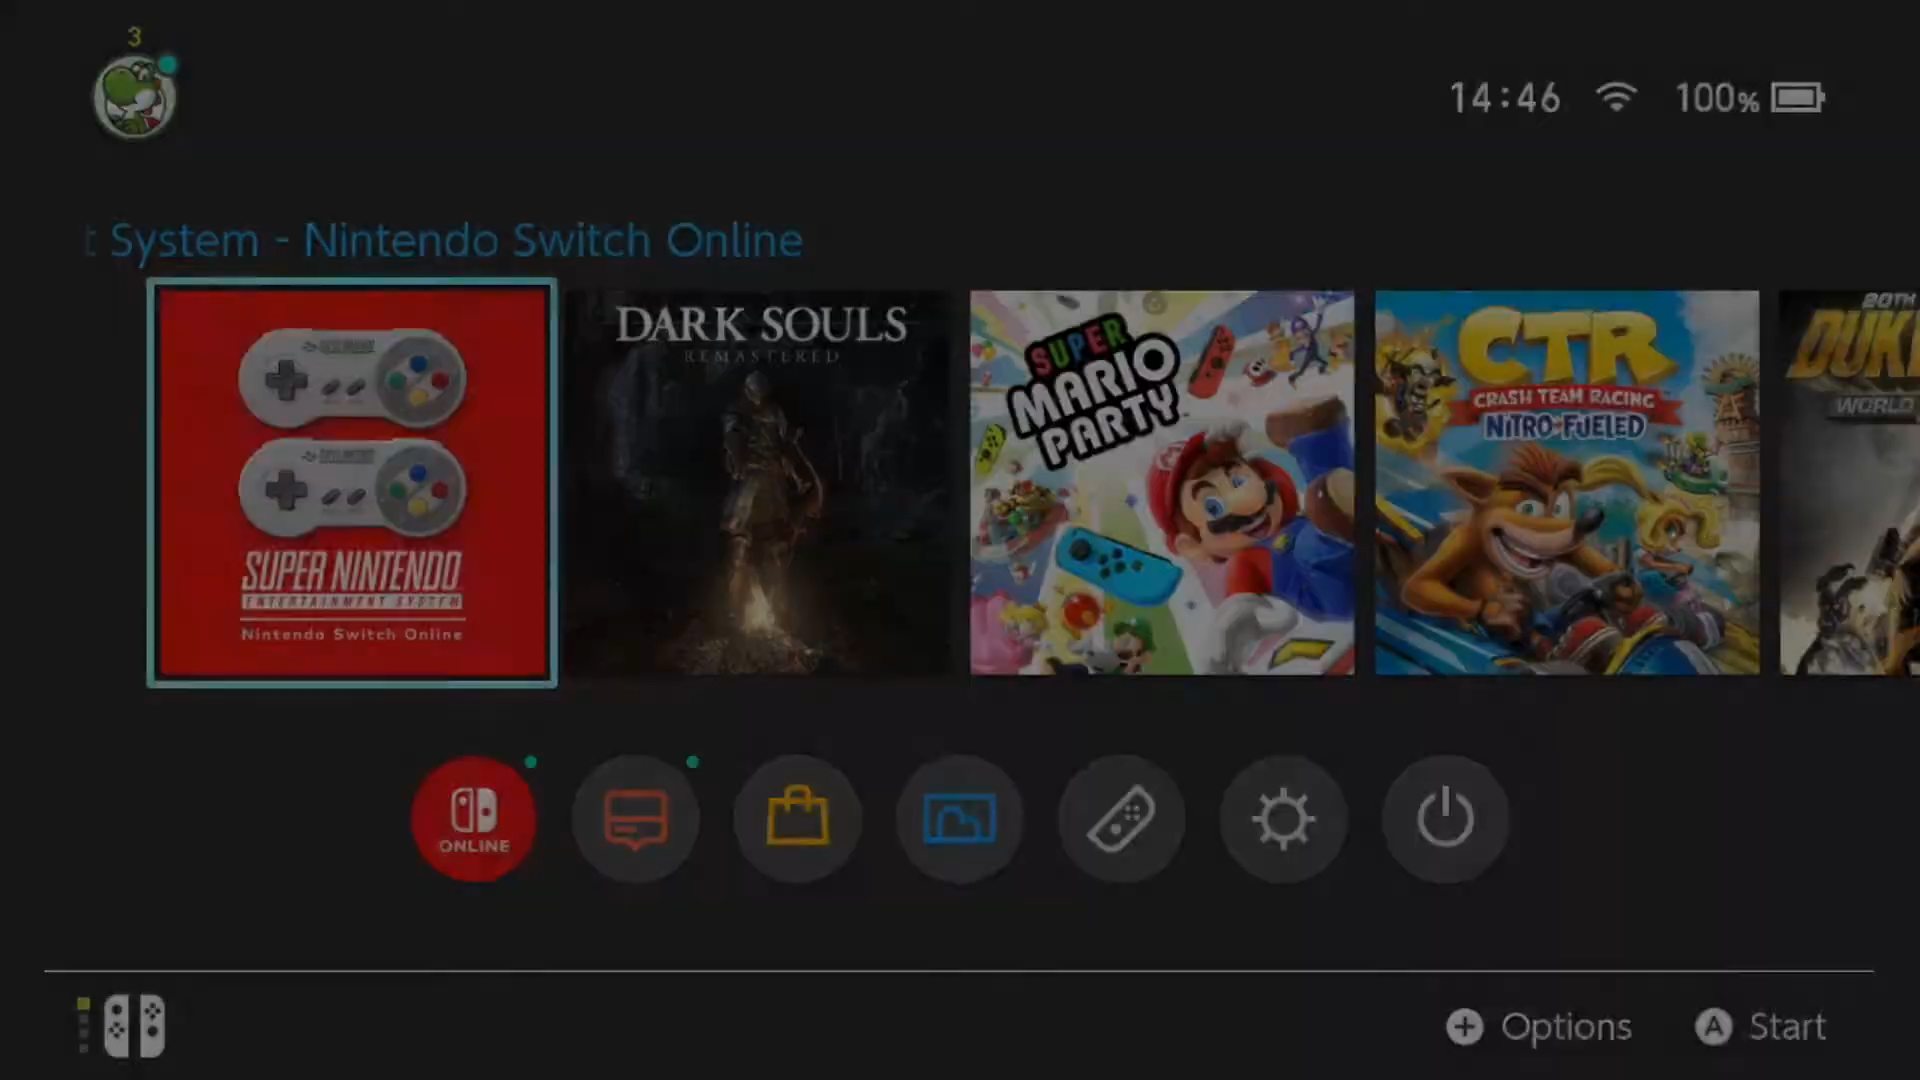 3
14:46
100%
t System - Nintendo Switch Online
SUPER NINTENDO
ENTERTAINMENT SYSTEM
Nintendo Switch Online
DARK SOULS
REMASTERED
SUPER
MARIO
PARTY
CTR
CRASH TEAM RACING
NITRO-FUELED
20TH
DUKE
WORLD
ONLINE
Options
A Start